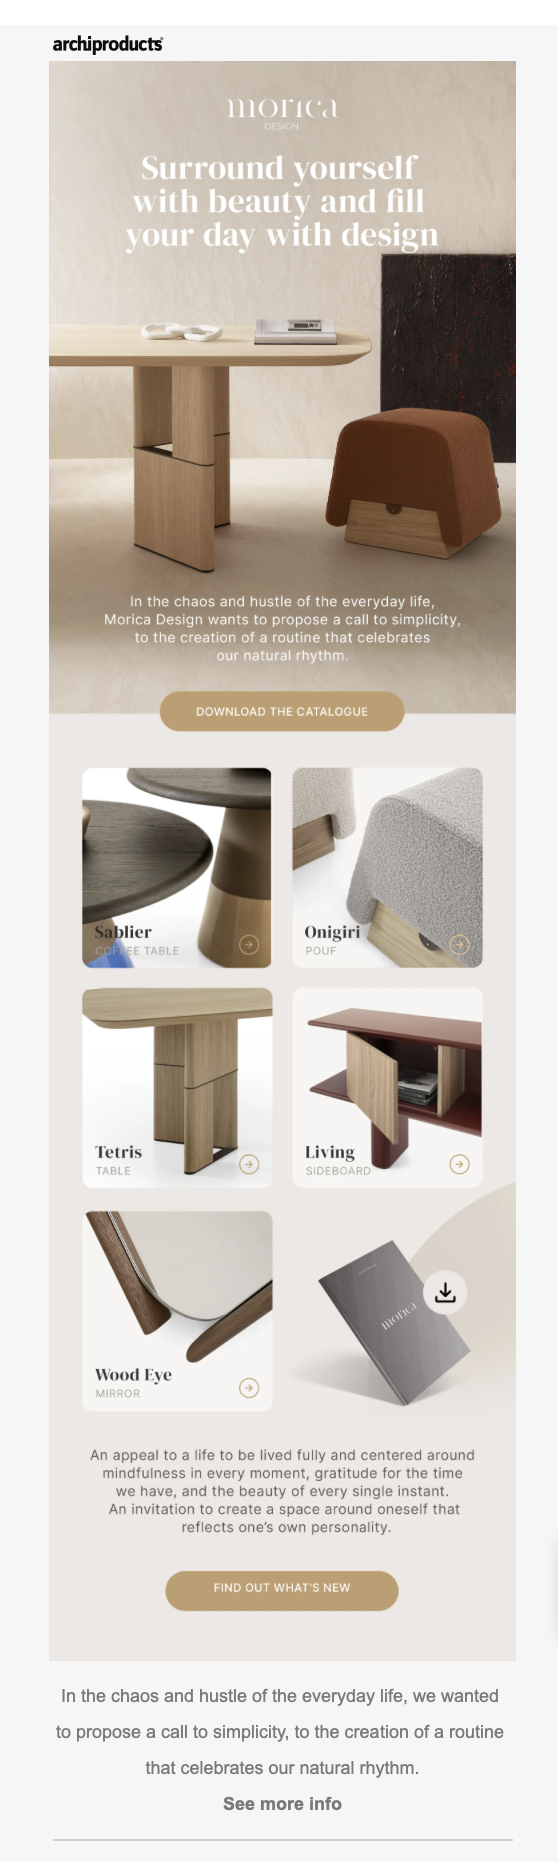 archiproducts
morica
DESIGN
Surround yourself
with beauty and fill
your day with design
In the chaos and hustle of the everyday life,
Morica Design wants to propose a call to simplicity,
to the creation of a routine that celebrates
our natural rhythm.
DOWNLOAD THE CATALOGUE
Sablier
COFFEE TABLE
Onigiri
POUF
Tetris
TABLE
Living
SIDEBOARD
morica
Wood Eye
MIRROR
An appeal to a life to be lived fully and centered around
mindfulness in every moment, gratitude for the time
we have, and the beauty of every single instant.
An invitation to create a space around oneself that
reflects one's own personality.
FIND OUT WHAT'S NEW
In the chaos and hustle of the everyday life, we wanted
to propose a call to simplicity, to the creation of a routine
that celebrates our natural rhythm.
See more info